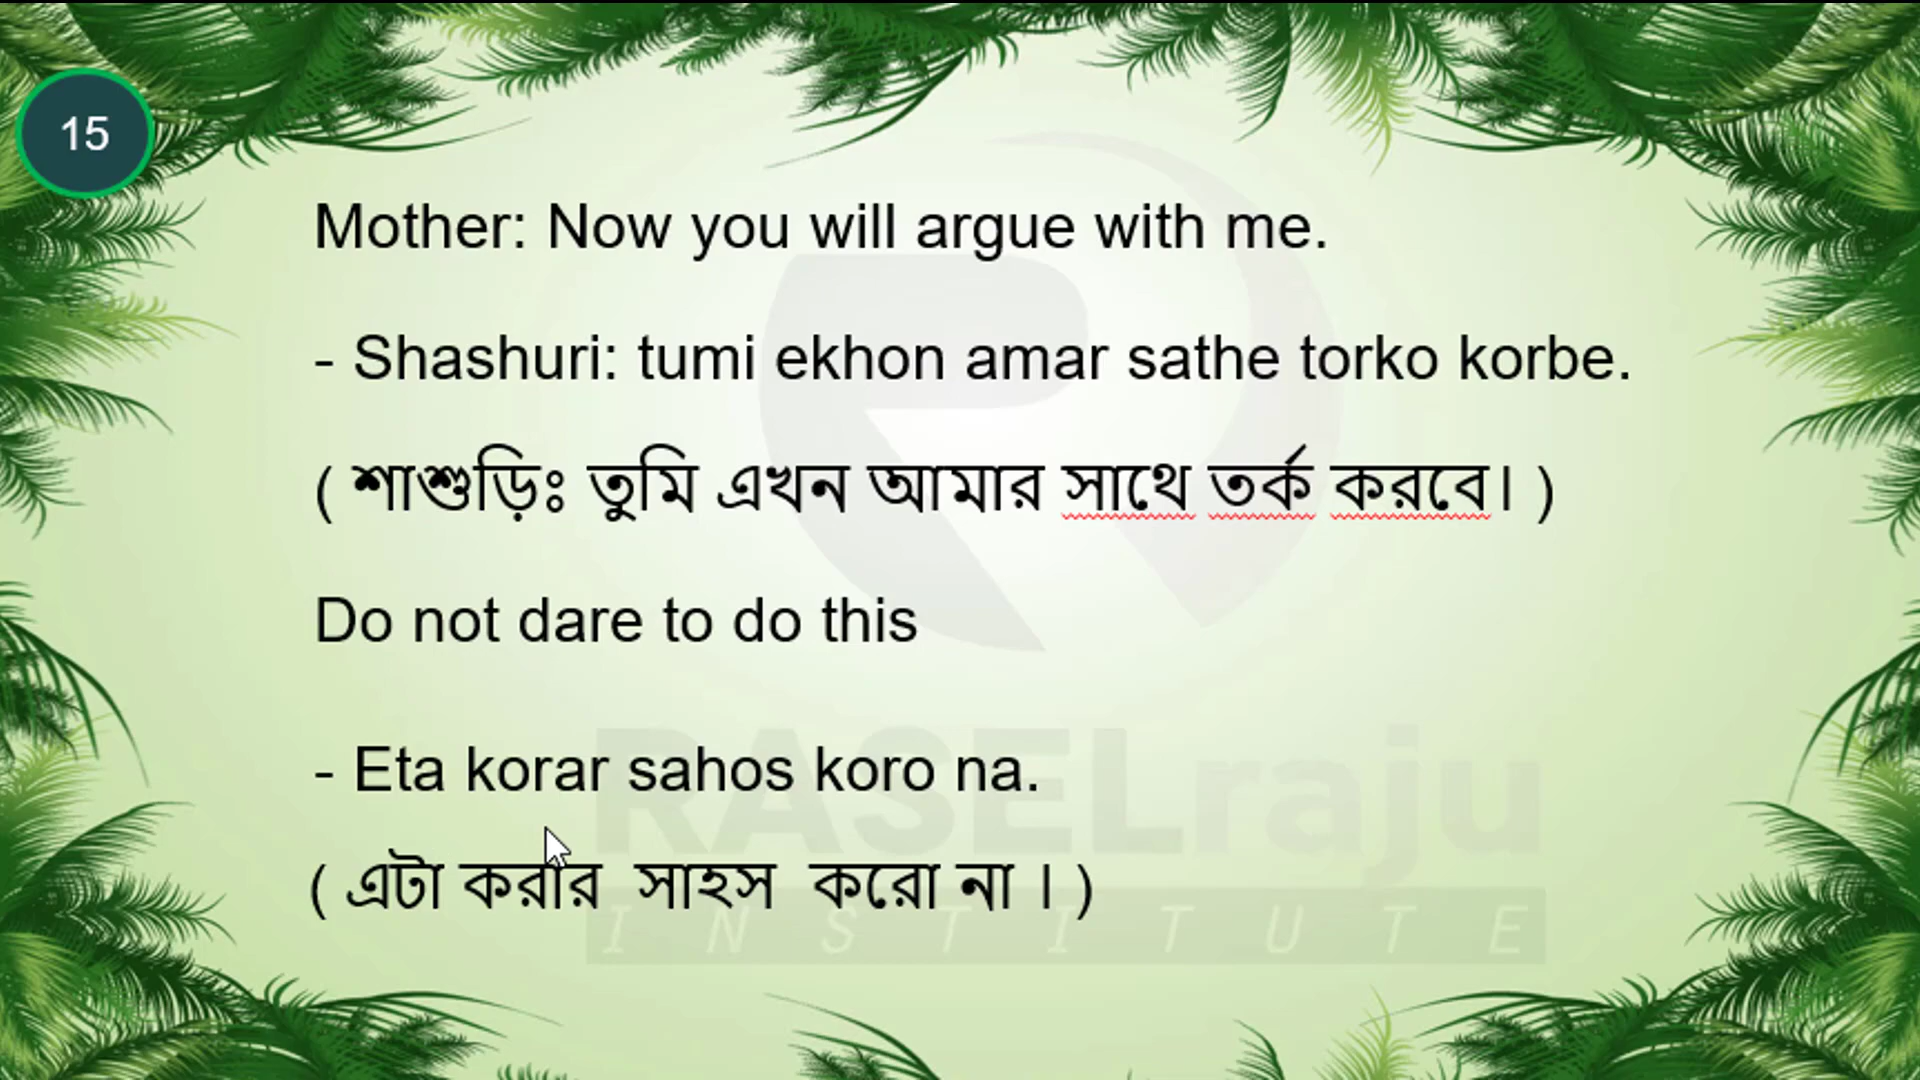 15
Mother: Now you will argue with me.
- Shashuri: tumi ekhon amar sathe torko korbe.
( শাশুড়িঃ তুমি এখন আমার সাথে তর্ক করবে। )
Do not dare to do this
- Eta korar sahos koro na.
( এটা করার সাহস করো না । )
RASELraju
INSTITUTE